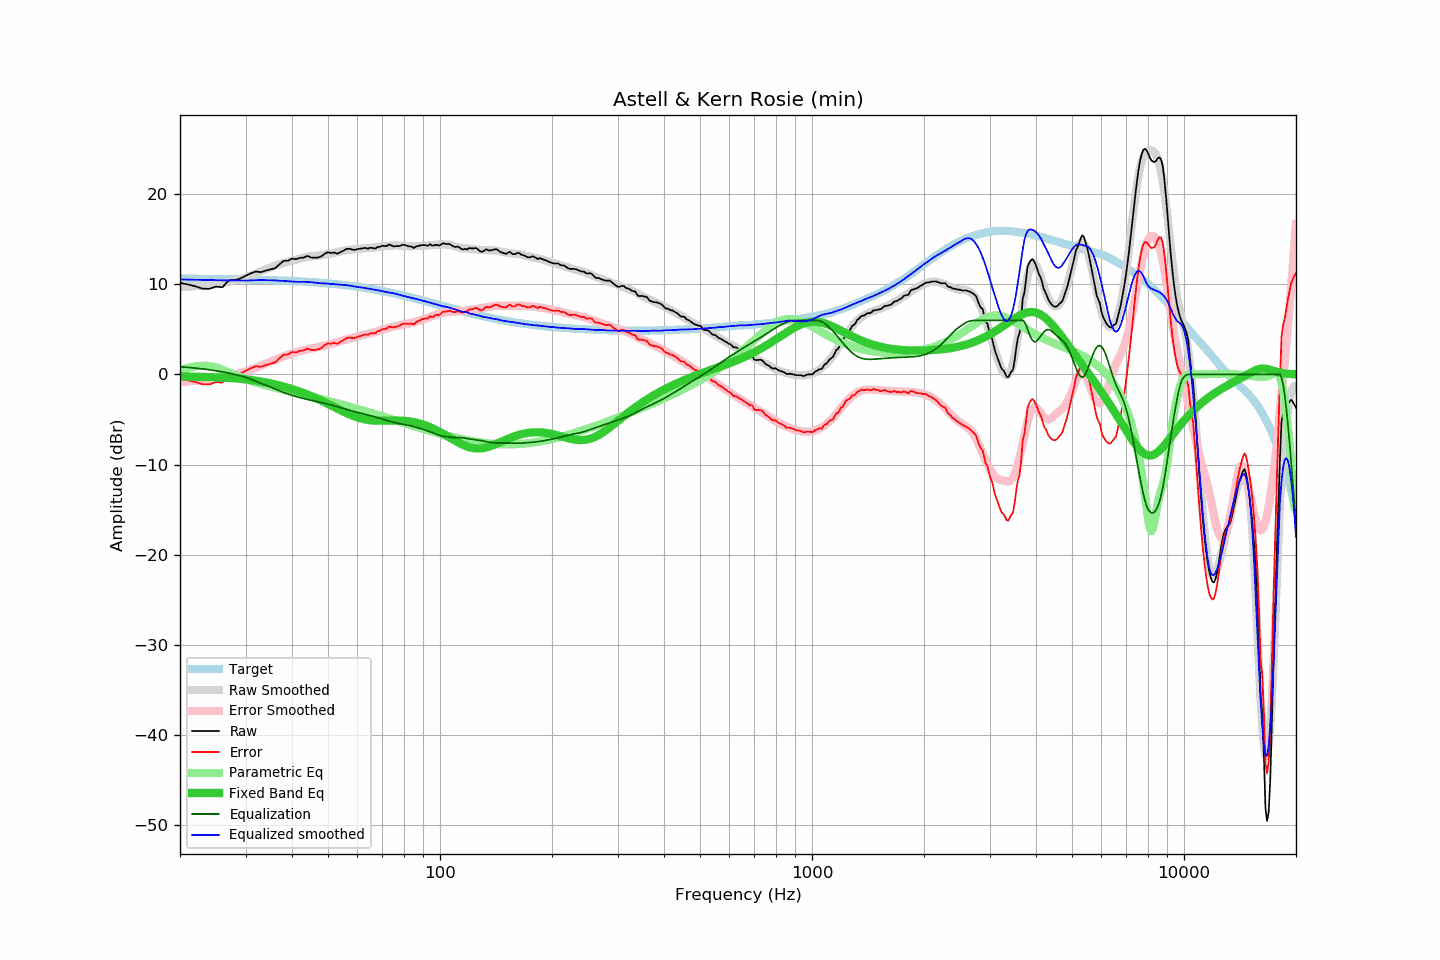 Astell & Kern Rosie (min)
20
10
0
−10
−20
−30
−40
−50
Amplitude (dBr)
Target
Raw Smoothed
Error Smoothed
Raw
Error
Parametric Eq
Fixed Band Eq
Equalization
Equalized smoothed
100
1000
10000
Frequency (Hz)